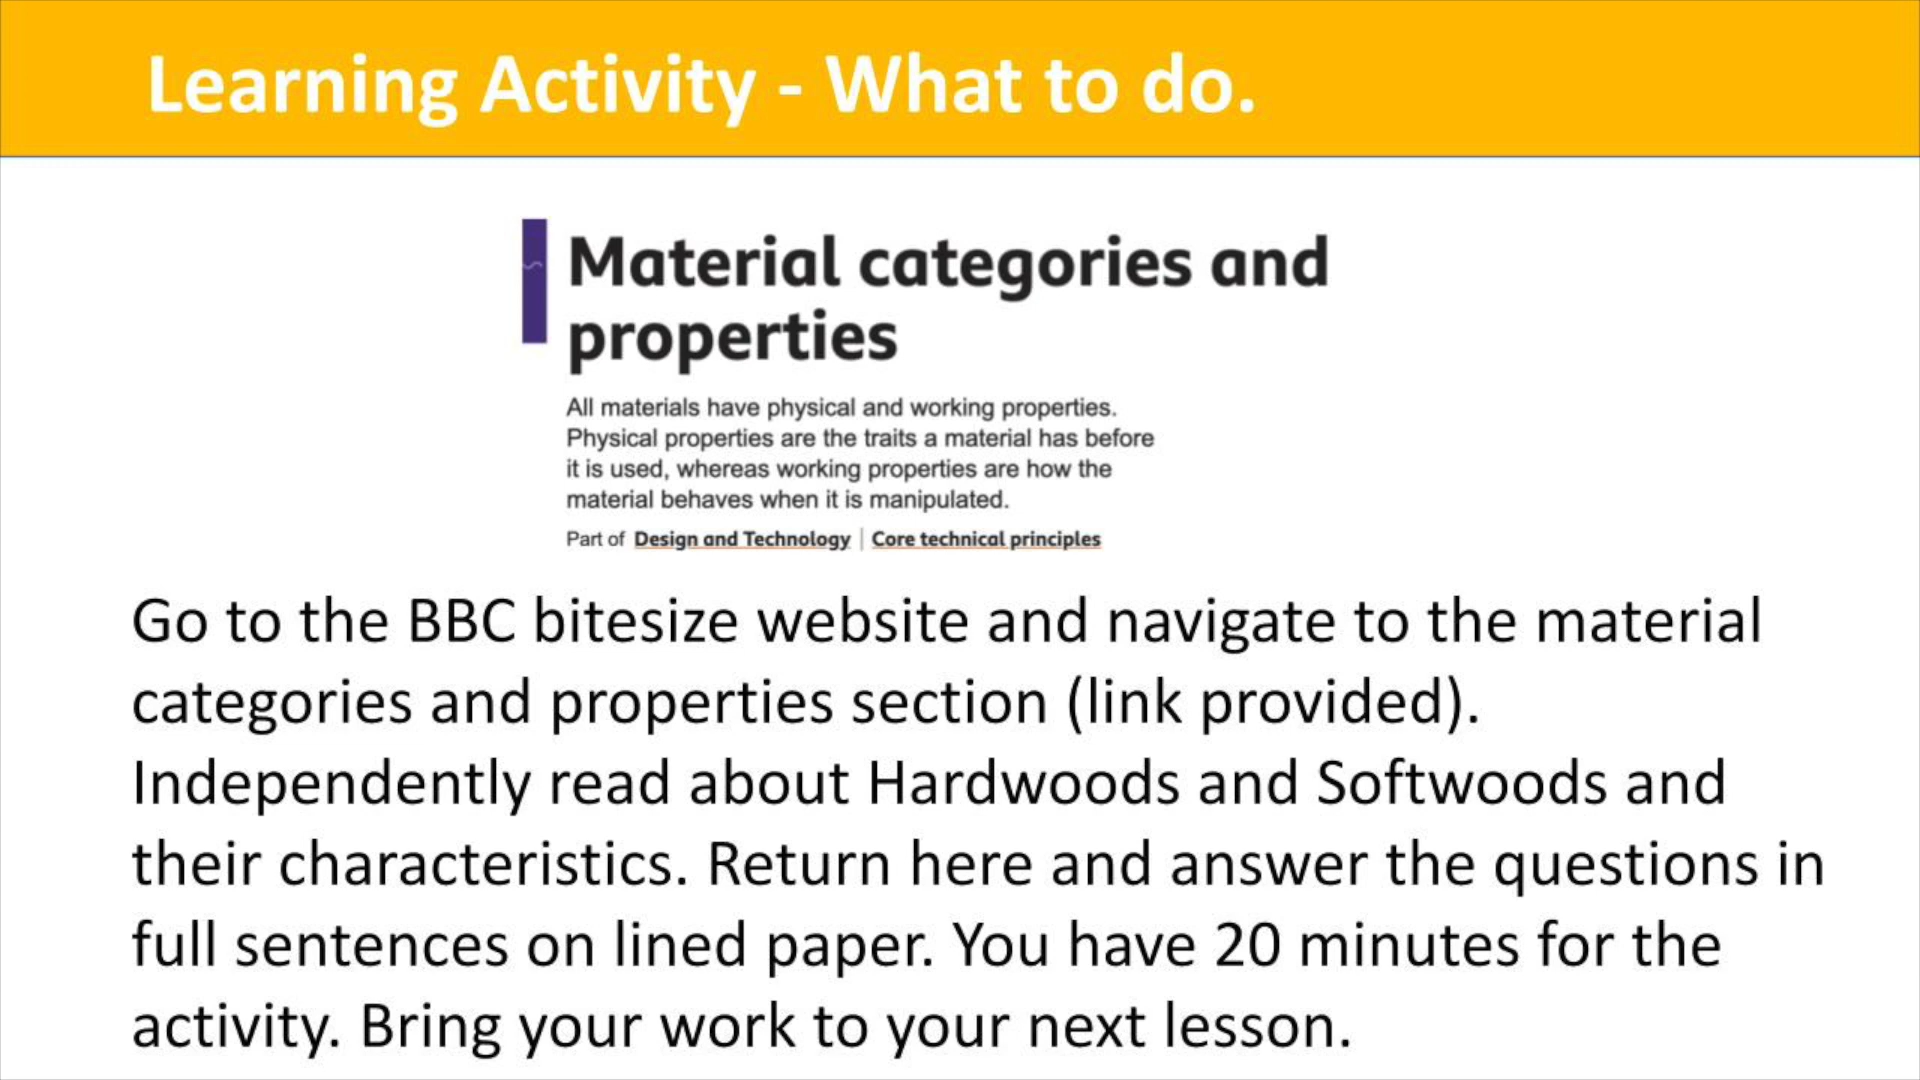 Learning Activity - What to do.
Material categories and
properties
All materials have physical and working properties.
Physical properties are the traits a material has before
it is used, whereas working properties are how the
material behaves when it is manipulated.
Part of Design and Technology | Core technical principles
Go to the BBC bitesize website and navigate to the material
categories and properties section (link provided).
Independently read about Hardwoods and Softwoods and
their characteristics. Return here and answer the questions in
full sentences on lined paper. You have 20 minutes for the
activity. Bring your work to your next lesson.